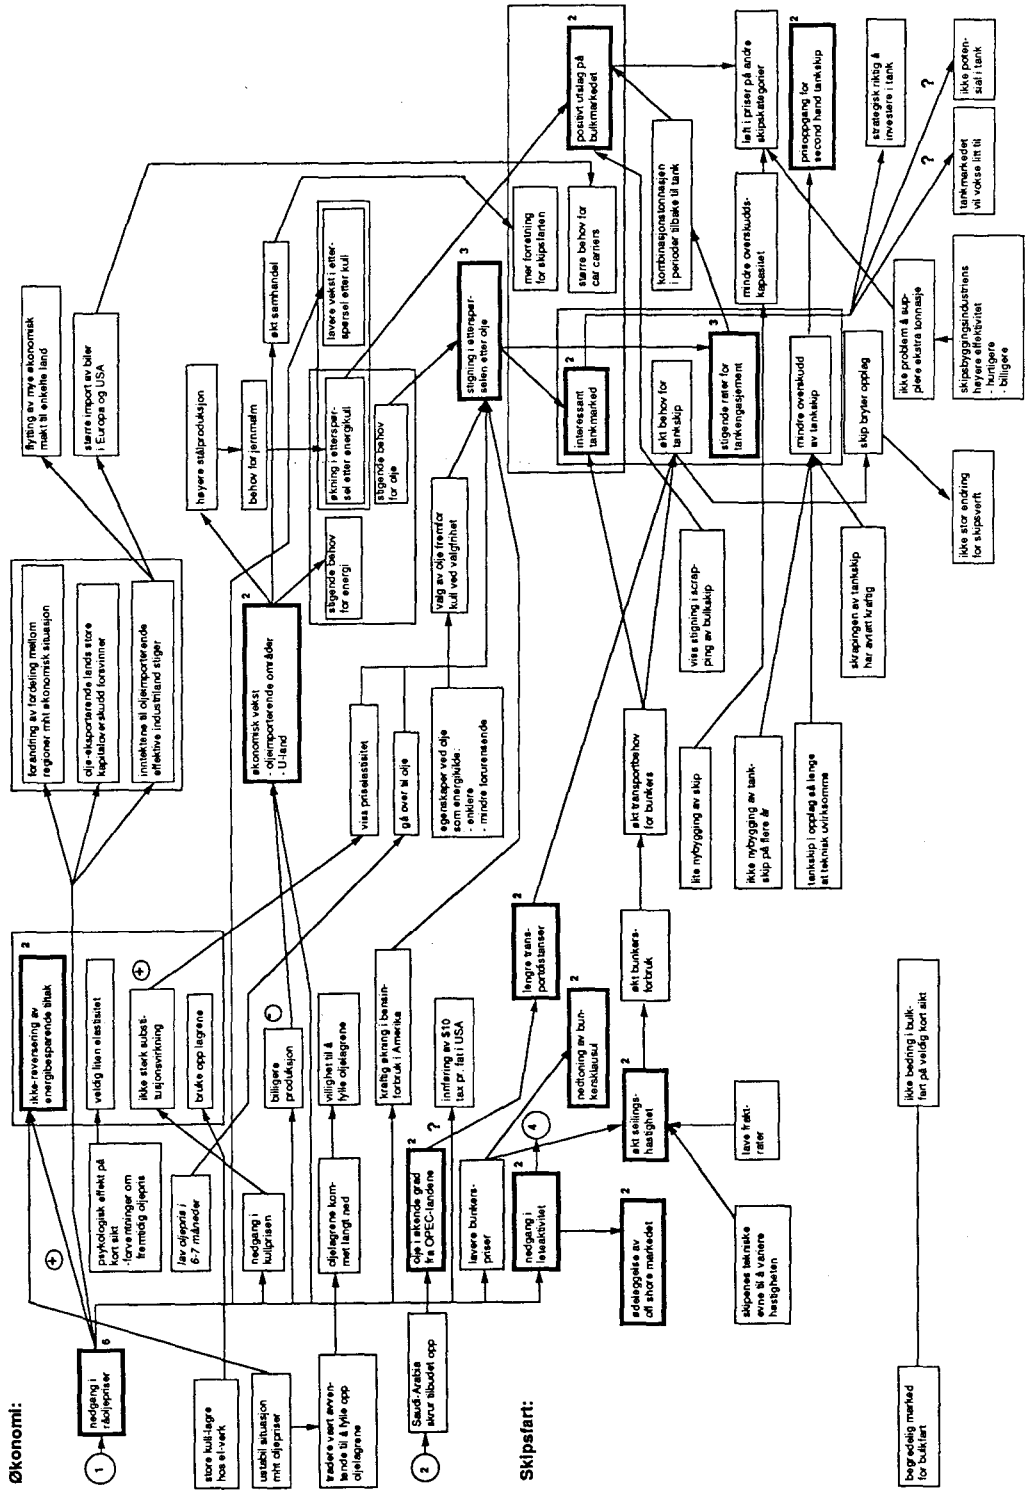 Økonomi:
1
nedgang i
råoljepriser
6
+
ikke-reversering av
energibesparende tiltak
2
psykologisk effekt på
kort sikt
-forventninger om
fremtidig oljepris
veldig liten elastisitet
lav oljepris i
6-7 måneder
ikke sterk substi-
tusjonsvirkning
+
bruke opp lagrene
nedgang i
kullprisen
store kull-lagre
hos el-verk
ustabil situasjon
mht oljepriser
tradere vært avven-
tende til å fylle opp
oljelagrene
billigere
produksjon
oljelagrene kom-
met langt ned
villighet til å
fylle oljelagrene
kraftig økning i bensin-
forbruk i Amerika
innføring av $10
tax pr. fat i USA
2
Saudi-Arabia
skrur tilbudet opp
olje i økende grad
fra OPEC-landene
2
?
forandring av fordeling mellom
regioner mht økonomisk situasjon
olje-eksporterende lands store
kapitaloverskudd forsvinner
inntektene til oljeimporterende
effektive industriland stiger
flytting av mye økonomisk
makt til enkelte land
større import av biler
i Europa og USA
økonomisk vekst
- oljeimporterende områder
- U-land
2
høyere stålproduksjon
behov for jernmalm
økt samhandel
stigende behov
for energi
økning i etterspør-
sel etter energikull
lavere vekst i etter-
spørsel etter kull
stigende behov
for olje
viss priselastisitet
gå over til olje
egenskaper ved olje
som energikilde:
- enklere
- mindre forurensende
valg av olje fremfor
kull ved valgfrihet
stigning i etterspør-
selen etter olje
3
Skipsfart:
lavere bunkers-
priser
nedgang i
leteaktivitet
2
4
ødeleggelse av
off shore markedet
2
nedtoning av bun-
kersklausul
2
lengre trans-
portdistanser
2
økt seilings-
hastighet
2
skipenes tekniske
evne til å variere
hastigheten
lave frakt-
rater
økt bunkers-
forbruk
økt transportbehov
for bunkers
viss stigning i scrap-
ping av bulkskip
lite nybygging av skip
ikke nybygging av tank-
skip på flere år
tankskip i opplag så lenge
at teknisk uvirksomme
skrapingen av tankskip
har avtatt kraftig
mer forretning
for skipsfarten
større behov for
car carriers
positivt utslag på
bulkmarkedet
2
interessant
tankmarked
2
økt behov for
tankskip
stigende rater for
tankengasjement
3
mindre overskudd
av tankskip
skip bryter opplag
ikke stor endring
for skipsverft
kombinasjonstonnasjen
i perioder tilbake til tank
mindre overskudds-
kapasitet
løft i priser på andre
skipskategorier
prisoppgang for
second hand tankskip
2
ikke problem å sup-
plere ekstra tonnasje
skipsbyggingsindustriens
høyere effektivitet
- hurtigere
- billigere
strategisk riktig å
investere i tank
tankmarkedet
vil vokse litt til
?
ikke poten-
sial i tank
?
begredelig marked
for bulkfart
ikke bedring i bulk-
fart på veldig kort sikt